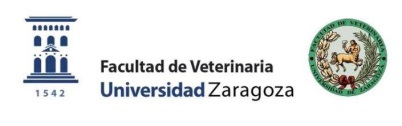 1542
Facultad de Veterinaria
Universidad Zaragoza